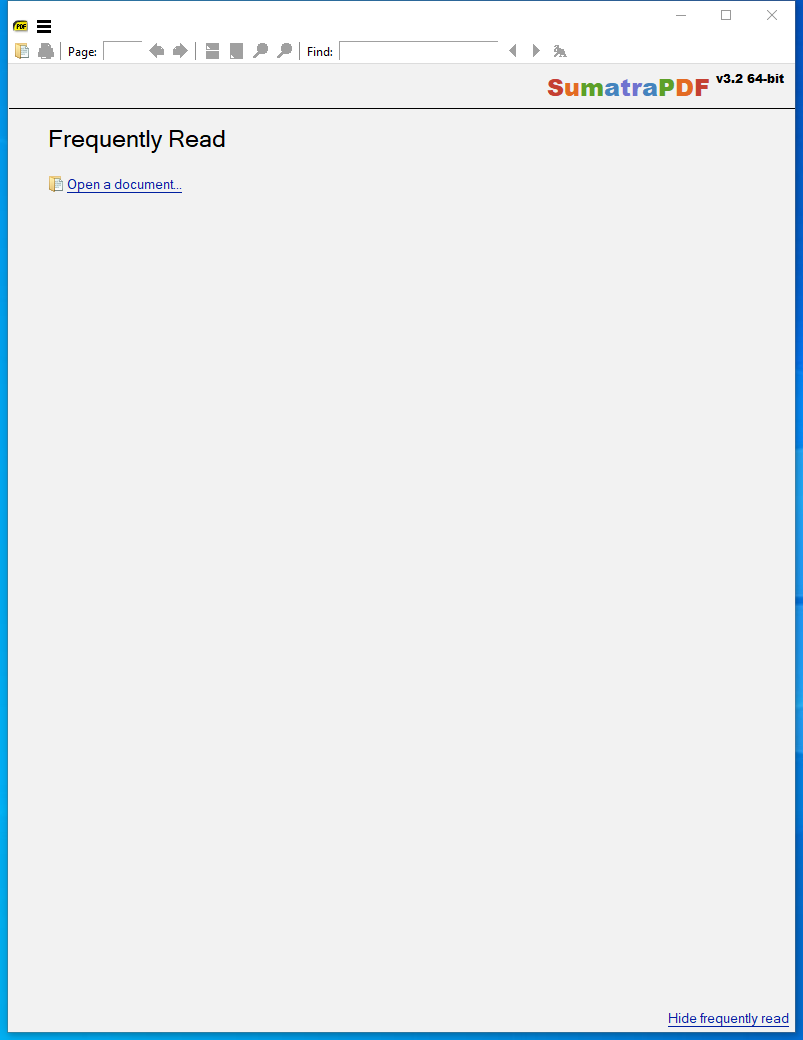 PDF
Page:
Find:
SumatraPDF v3.2 64-bit
Frequently Read
Open a document...
Hide frequently read